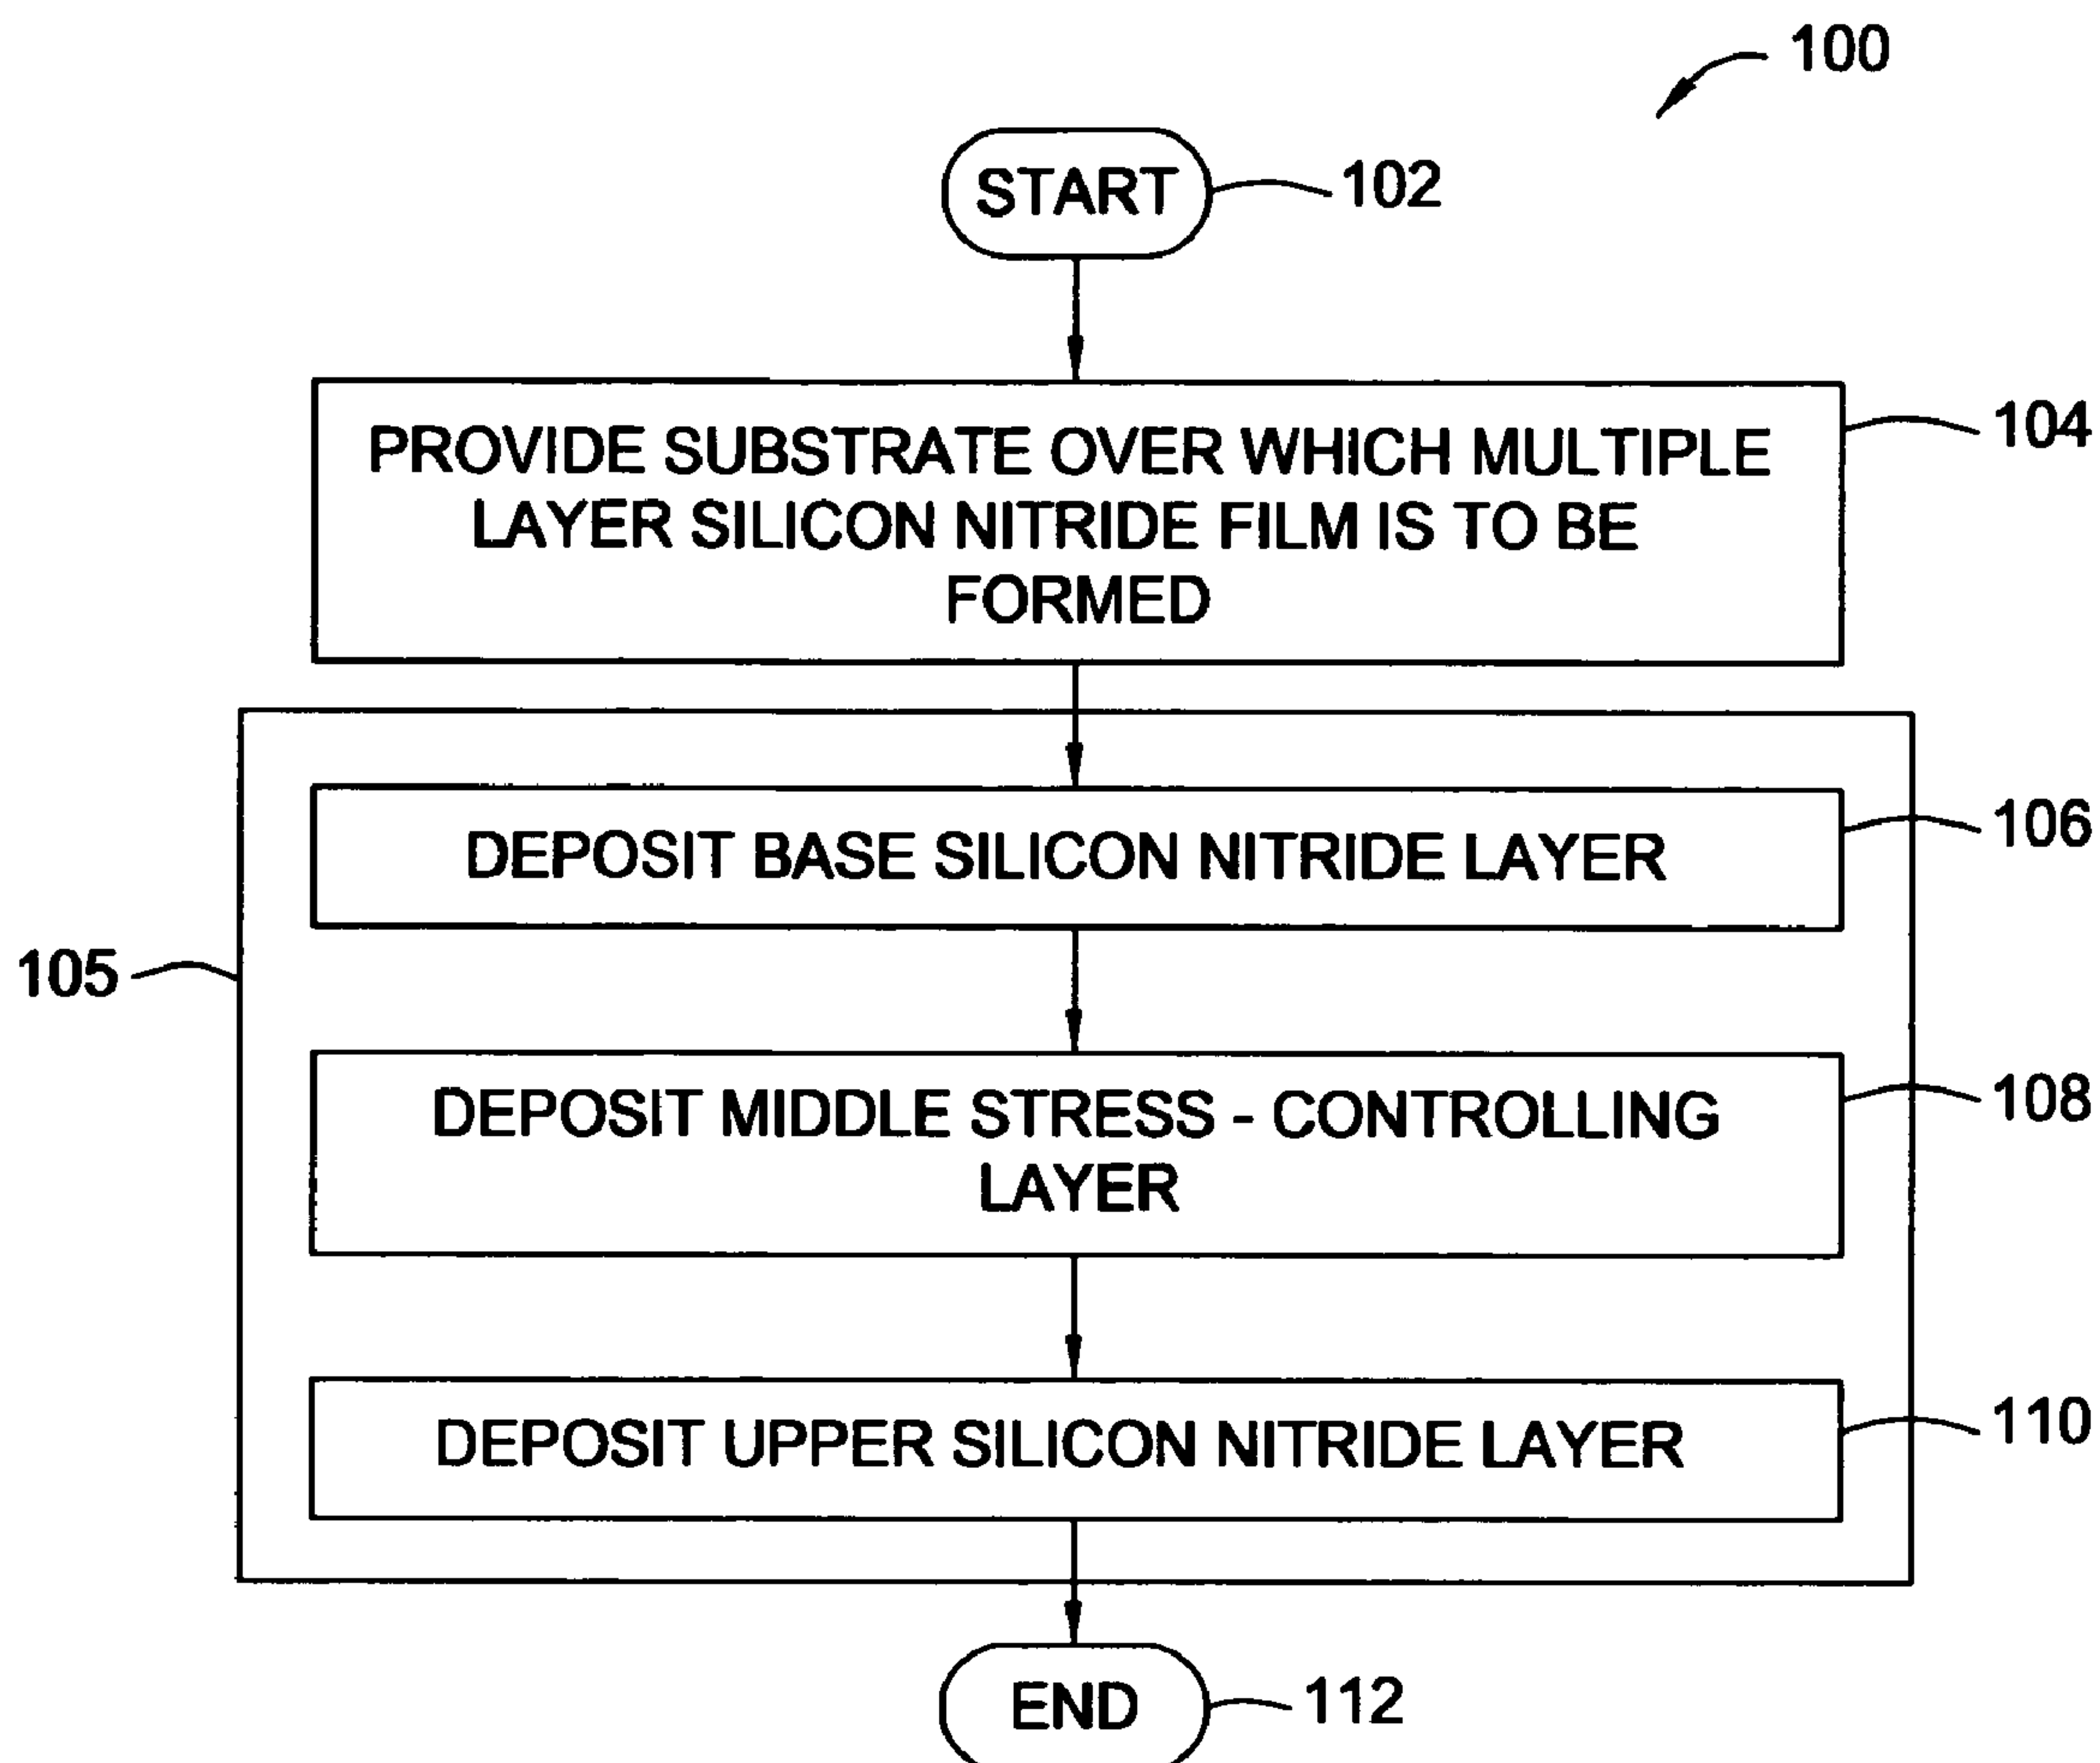 100
START
102
PROVIDE SUBSTRATE OVER WHICH MULTIPLE
LAYER SILICON NITRIDE FILM IS TO BE
FORMED
104
DEPOSIT BASE SILICON NITRIDE LAYER
106
105
DEPOSIT MIDDLE STRESS - CONTROLLING
LAYER
108
DEPOSIT UPPER SILICON NITRIDE LAYER
110
END
112